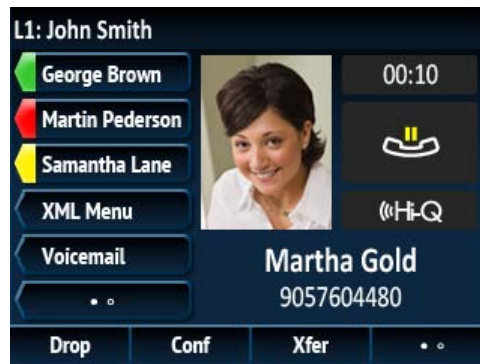 L1: John Smith
George Brown
00:10
Martin Pederson
Samantha Lane
XML Menu
Hi-Q
Voicemail
Martha Gold
9057604480
Drop Conf Xfer